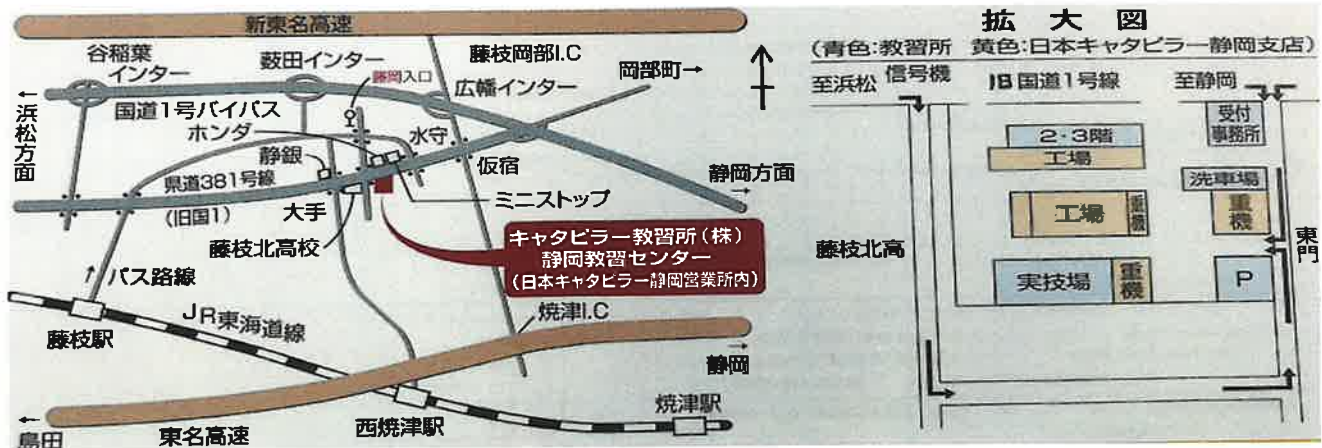 新東名高速
谷稲葉
インター
薮田インター
藤枝岡部I.C
岡部町→
藤岡入口
広幡インター
←
浜松方面
国道1号バイパス
ホンダ
水守
静銀
仮宿
県道381号線
(旧国1)
静岡方面
→
大手
ミニストップ
藤枝北高校
キャタピラー教習所(株)
静岡教習センター
(日本キャタピラー静岡営業所内)
バス路線
JR東海道線
焼津I.C
藤枝駅
→
静岡
←
島田
東名高速
西焼津駅
焼津駅
拡大図
(青色:教習所 黄色:日本キャタピラー静岡支店)
至浜松
信号機
旧国道1号線
至静岡
受付
事務所
2・3階
工場
洗車場
工場
重機
重機
藤枝北高
東門
実技場
重機
P